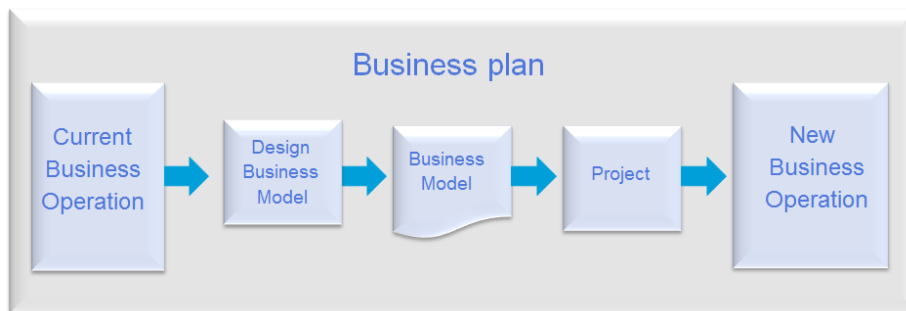 Business plan
Current
Business
Operation
Design
Business
Model
Business
Model
Project
New
Business
Operation